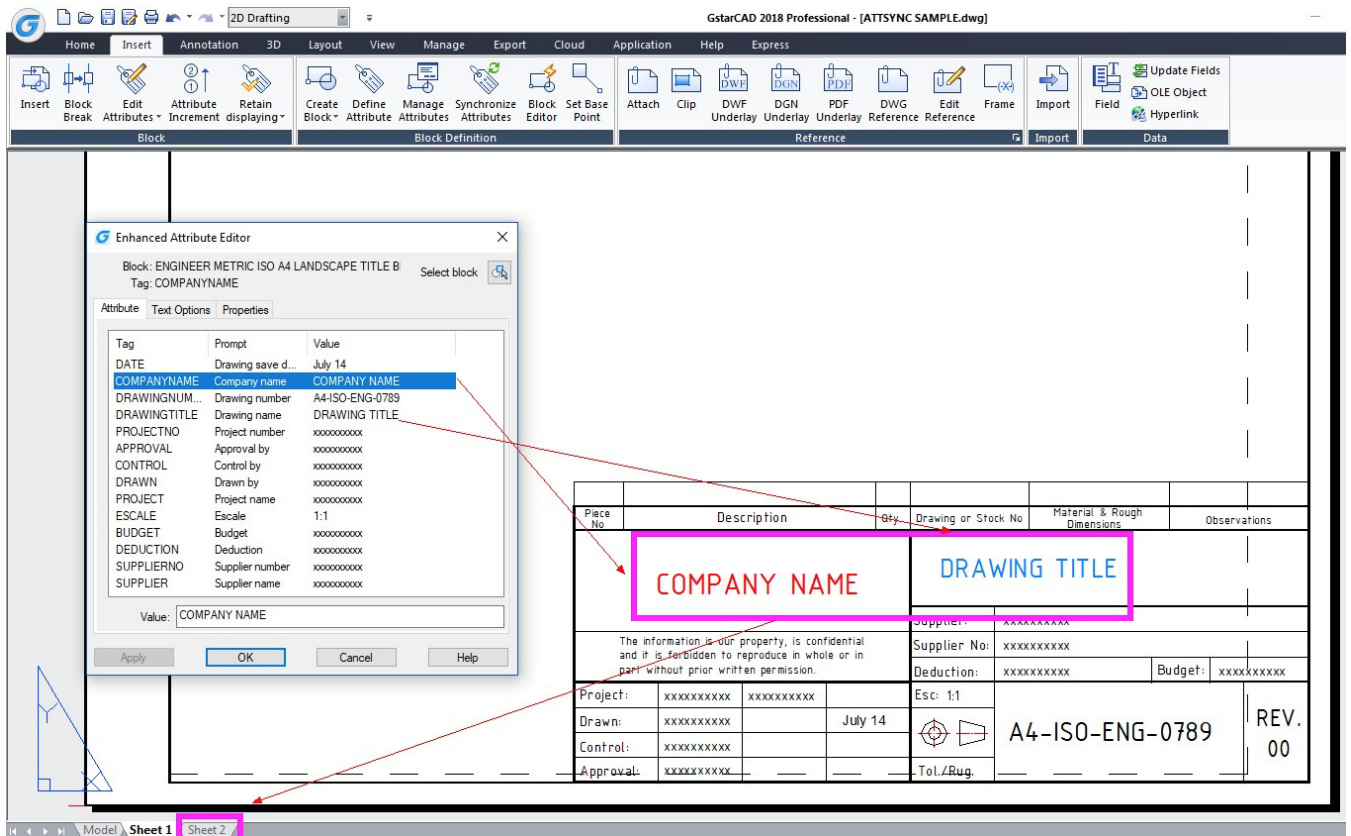 2D Drafting
GstarCAD 2018 Professional - [ATTSYNC SAMPLE.dwg]
Home Insert Annotation 3D Layout View Manage Export Cloud Application Help Express
Insert
Block Break
Edit Attributes
Attribute Increment
Retain displaying
Create Block
Define Attribute
Manage Attributes
Synchronize Attributes
Block Editor
Set Base Point
Attach
Clip
DWF
DWF Underlay
DGN
DGN Underlay
PDF
PDF Underlay
DWG Reference
Edit Reference
Frame
Import
Field
Update Fields
OLE Object
Hyperlink
Block Block Definition Reference Import Data
Enhanced Attribute Editor
Block: ENGINEER METRIC ISO A4 LANDSCAPE TITLE B
Tag: COMPANYNAME
Select block
Attribute Text Options Properties
Tag Prompt Value
DATE Drawing save d... July 14
COMPANYNAME Company name COMPANY NAME
DRAWINGNUM... Drawing number A4-ISO-ENG-0789
DRAWINGTITLE Drawing name DRAWING TITLE
PROJECTNO Project number xxxxxxxxxx
APPROVAL Approval by xxxxxxxxxx
CONTROL Control by xxxxxxxxxx
DRAWN Drawn by xxxxxxxxxx
PROJECT Project name xxxxxxxxxx
ESCALE Escale 1:1
BUDGET Budget xxxxxxxxxx
DEDUCTION Deduction xxxxxxxxxx
SUPPLIERNO Supplier number xxxxxxxxxx
SUPPLIER Supplier name xxxxxxxxxx
Value: COMPANY NAME
Apply OK Cancel Help
Piece No
Description
Qty
Drawing or Stock No
Material & Rough Dimensions
Observations
COMPANY NAME
DRAWING TITLE
Supplier: xxxxxxxxxx
The information is our property, is confidential
and it is forbidden to reproduce in whole or in
part without prior written permission.
Supplier No: xxxxxxxxxx
Deduction: xxxxxxxxxx Budget: xxxxxxxxxx
Project: xxxxxxxxxx xxxxxxxxxx
Drawn: xxxxxxxxxx July 14
Control: xxxxxxxxxx
Approval: xxxxxxxxxx
Esc: 1:1
Tol./Rug.
A4-ISO-ENG-0789
REV.
00
Y
X
Model Sheet 1 Sheet 2